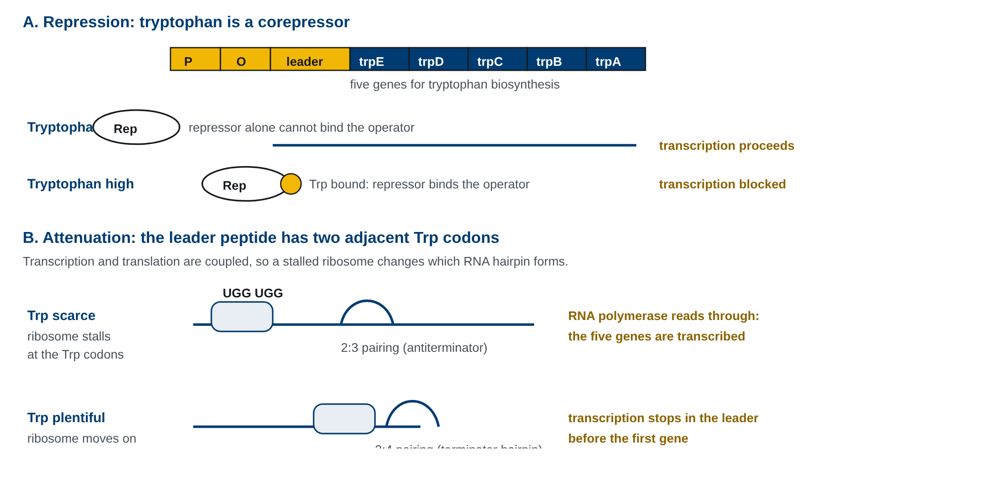 A. Repression: tryptophan is a corepressor
P O leader trpE trpD trpC trpB trpA
five genes for tryptophan biosynthesis
Rep repressor alone cannot bind the operator
transcription proceeds
Tryptophan high Rep Trp bound: repressor binds the operator transcription blocked
B. Attenuation: the leader peptide has two adjacent Trp codons
Transcription and translation are coupled, so a stalled ribosome changes which RNA hairpin forms.
UGG UGG
Trp scarce RNA polymerase reads through:
ribosome stalls the five genes are transcribed
2:3 pairing (antiterminator)
at the Trp codons
Trp plentiful transcription stops in the leader
ribosome moves on before the first gene
pairing (terminator hairpin)